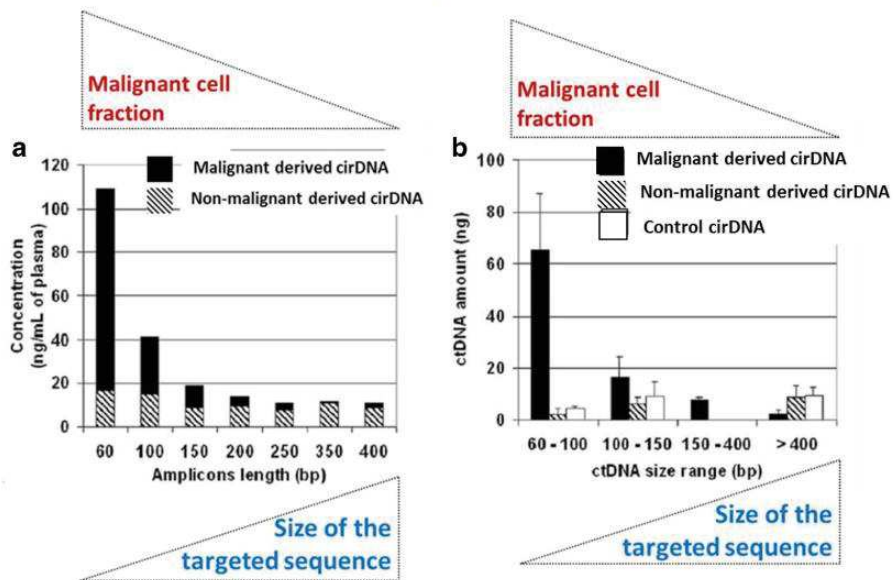 Malignant cell
fraction
a
120
100
80
60
40
20
0
Concentration
(ng/mL of plasma)
Malignant derived cirDNA
Non-malignant derived cirDNA
60 100 150 200 250 350 400
Amplicons length (bp)
Size of the
targeted sequence
Malignant cell
fraction
b
100
80
60
40
20
0
ctDNA amount (ng)
Malignant derived cirDNA
Non-malignant derived cirDNA
Control cirDNA
60 - 100 100 - 150 150 - 400 > 400
ctDNA size range (bp)
Size of the
targeted sequence